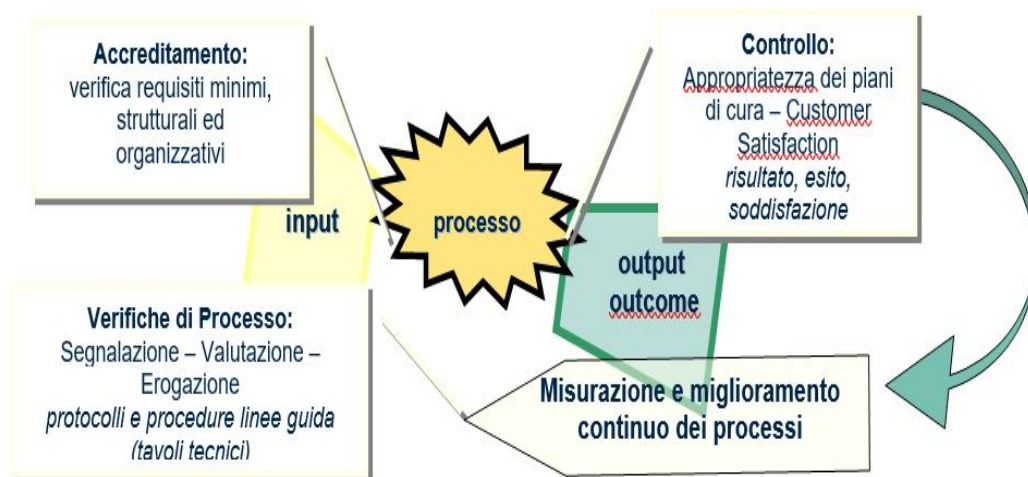 Accreditamento:
verifica requisiti minimi,
strutturali ed
organizzativi
Controllo:
Appropriatezza dei piani
di cura – Customer
Satisfaction
risultato, esito,
soddisfazione
input
processo
output
outcome
Verifiche di Processo:
Segnalazione – Valutazione –
Erogazione
protocolli e procedure linee guida
(tavoli tecnici)
Misurazione e miglioramento
continuo dei processi